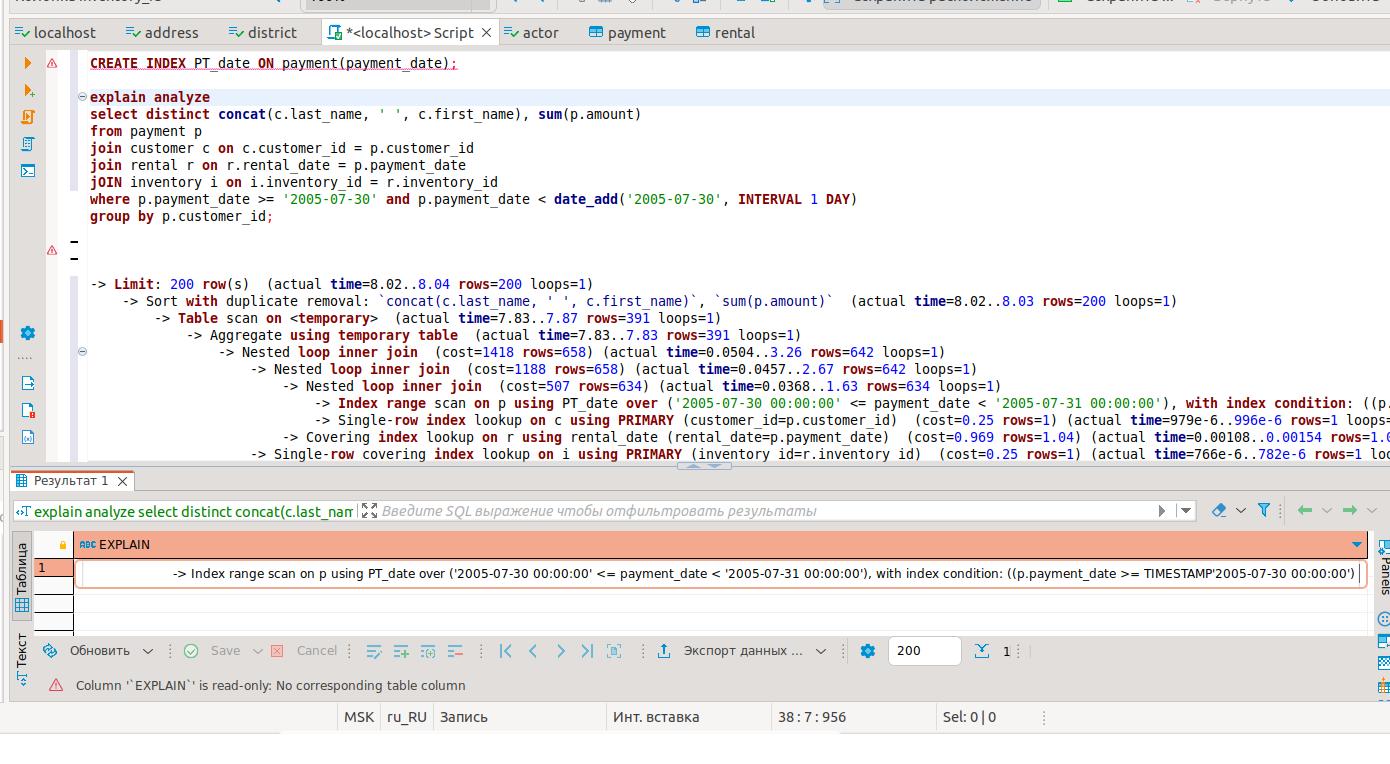 localhost address district *<localhost> Script actor payment rental
CREATE INDEX PT_date ON payment(payment_date);
explain analyze
select distinct concat(c.last_name, ' ', c.first_name), sum(p.amount)
from payment p
join customer c on c.customer_id = p.customer_id
join rental r on r.rental_date = p.payment_date
jOIN inventory i on i.inventory_id = r.inventory_id
where p.payment_date >= '2005-07-30' and p.payment_date < date_add('2005-07-30', INTERVAL 1 DAY)
group by p.customer_id;
-> Limit: 200 row(s)  (actual time=8.02..8.04 rows=200 loops=1)
-> Sort with duplicate removal: `concat(c.last_name, ' ', c.first_name)`, `sum(p.amount)`  (actual time=8.02..8.03 rows=200 loops=1)
-> Table scan on <temporary>  (actual time=7.83..7.87 rows=391 loops=1)
-> Aggregate using temporary table  (actual time=7.83..7.83 rows=391 loops=1)
-> Nested loop inner join  (cost=1418 rows=658) (actual time=0.0504..3.26 rows=642 loops=1)
-> Nested loop inner join  (cost=1188 rows=658) (actual time=0.0457..2.67 rows=642 loops=1)
-> Nested loop inner join  (cost=507 rows=634) (actual time=0.0368..1.63 rows=634 loops=1)
-> Index range scan on p using PT_date over ('2005-07-30 00:00:00' <= payment_date < '2005-07-31 00:00:00'), with index condition: ((p.
-> Single-row index lookup on c using PRIMARY (customer_id=p.customer_id)  (cost=0.25 rows=1) (actual time=979e-6..996e-6 rows=1 loops=
-> Covering index lookup on r using rental_date (rental_date=p.payment_date)  (cost=0.969 rows=1.04) (actual time=0.00108..0.00154 rows=1.0
-> Single-row covering index lookup on i using PRIMARY (inventory_id=r.inventory_id)  (cost=0.25 rows=1) (actual time=766e-6..782e-6 rows=1 loo
Результат 1
explain analyze select distinct concat(c.last_nam Введите SQL выражение чтобы отфильтровать результаты
Таблица
Текст
Panels
ABC EXPLAIN
1 -> Index range scan on p using PT_date over ('2005-07-30 00:00:00' <= payment_date < '2005-07-31 00:00:00'), with index condition: ((p.payment_date >= TIMESTAMP'2005-07-30 00:00:00')
Обновить Save Cancel Экспорт данных ... 200 1
Column '`EXPLAIN`' is read-only: No corresponding table column
MSK ru_RU Запись Инт. вставка 38 : 7 : 956 Sel: 0 | 0